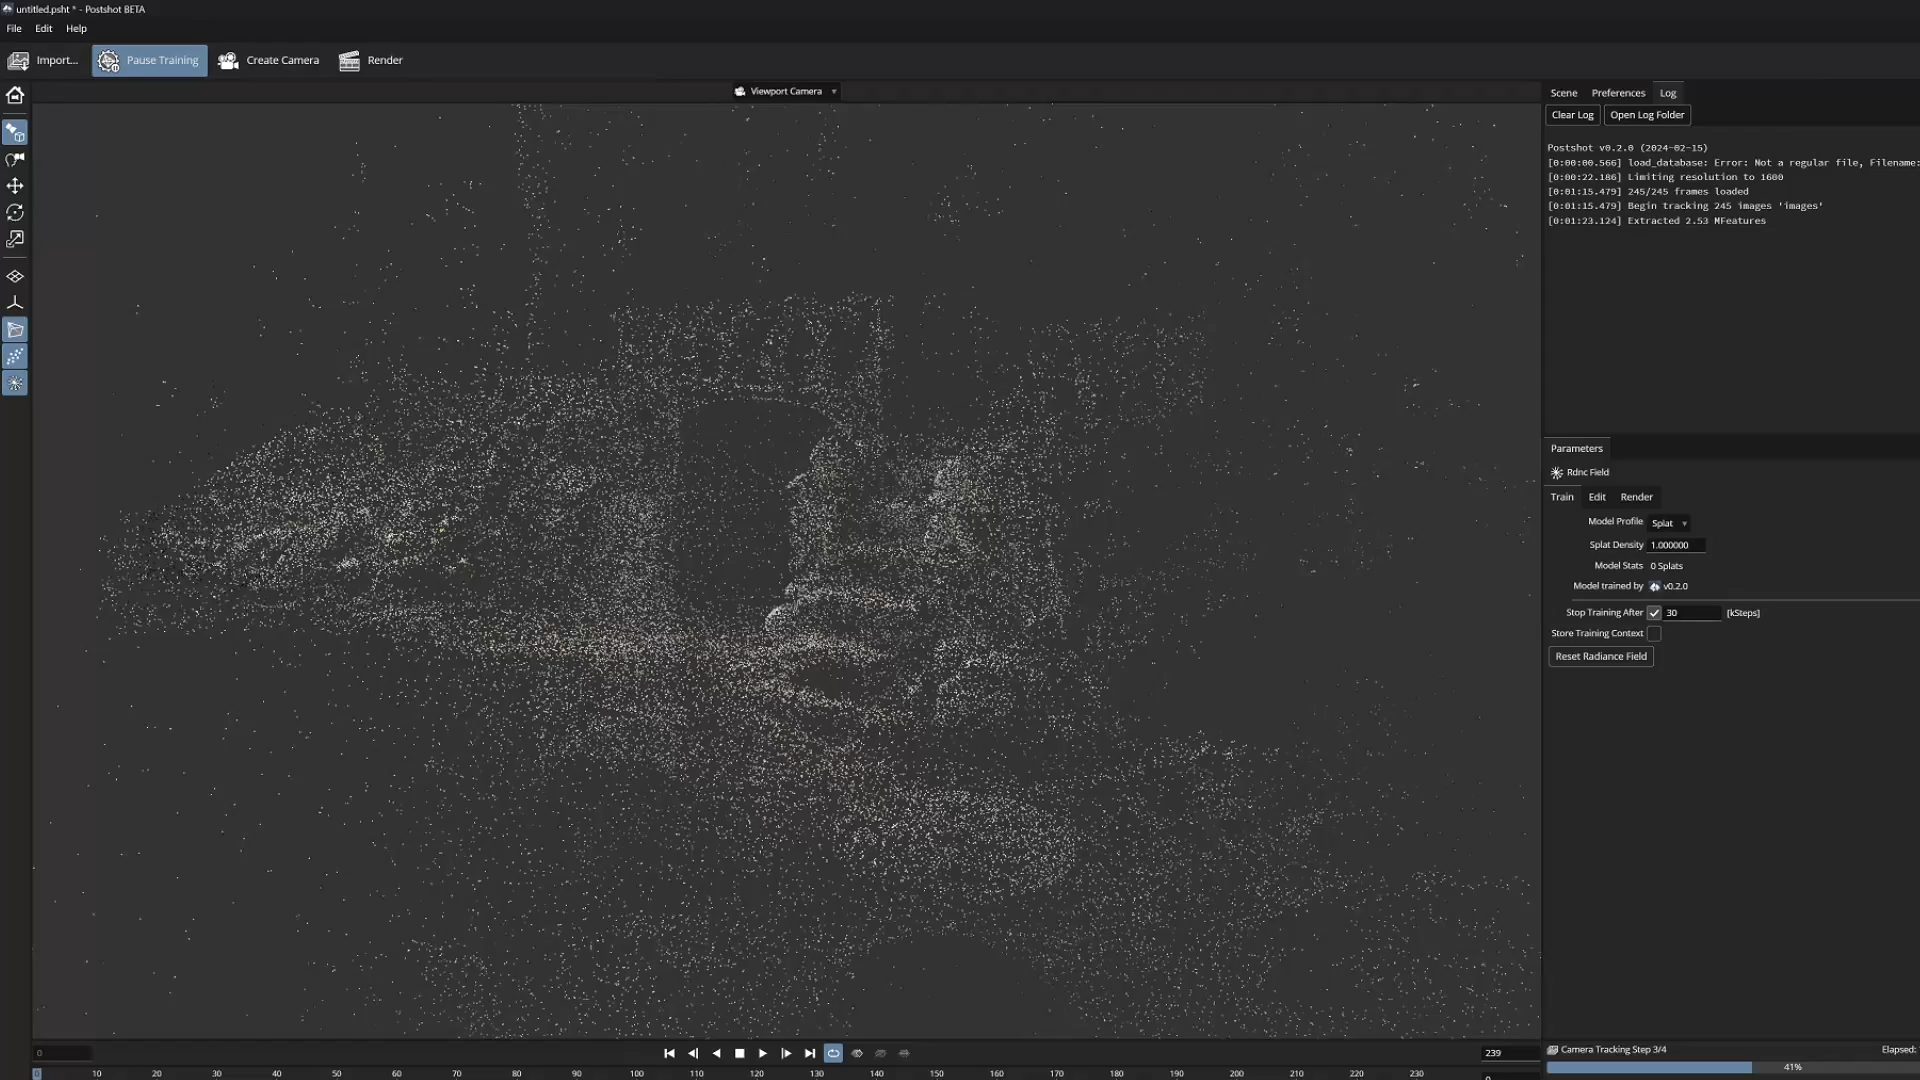 untitled.psht * - Postshot BETA
File Edit Help
Import... Pause Training Create Camera Render
Viewport Camera
Scene Preferences Log
Clear Log Open Log Folder
Postshot v0.2.0 (2024-02-15)
[0:00:00.566] load_database: Error: Not a regular file, Filename:
[0:00:22.186] Limiting resolution to 1600
[0:01:15.479] 245/245 frames loaded
[0:01:15.479] Begin tracking 245 images 'images'
[0:01:23.124] Extracted 2.53 MFeatures
Parameters
Rdnc Field
Train Edit Render
Model Profile Splat
Splat Density 1.000000
Model Stats 0 Splats
Model trained by v0.2.0
Stop Training After 30 [kSteps]
Store Training Context
Reset Radiance Field
0 239
Camera Tracking Step 3/4 Elapsed:
41%
0 10 20 30 40 50 60 70 80 90 100 110 120 130 140 150 160 170 180 190 200 210 220 230